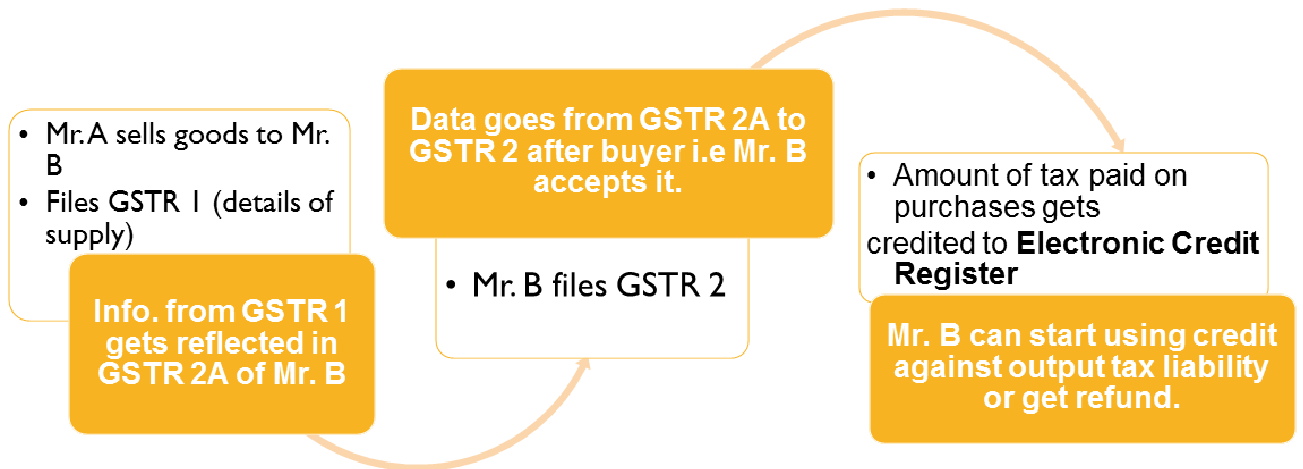 • Mr. A sells goods to Mr.
B
• Files GSTR 1 (details of
supply)
Info. from GSTR 1
gets reflected in
GSTR 2A of Mr. B
Data goes from GSTR 2A to
GSTR 2 after buyer i.e Mr. B
accepts it.
• Mr. B files GSTR 2
• Amount of tax paid on
purchases gets
credited to Electronic Credit
Register
Mr. B can start using credit
against output tax liability
or get refund.